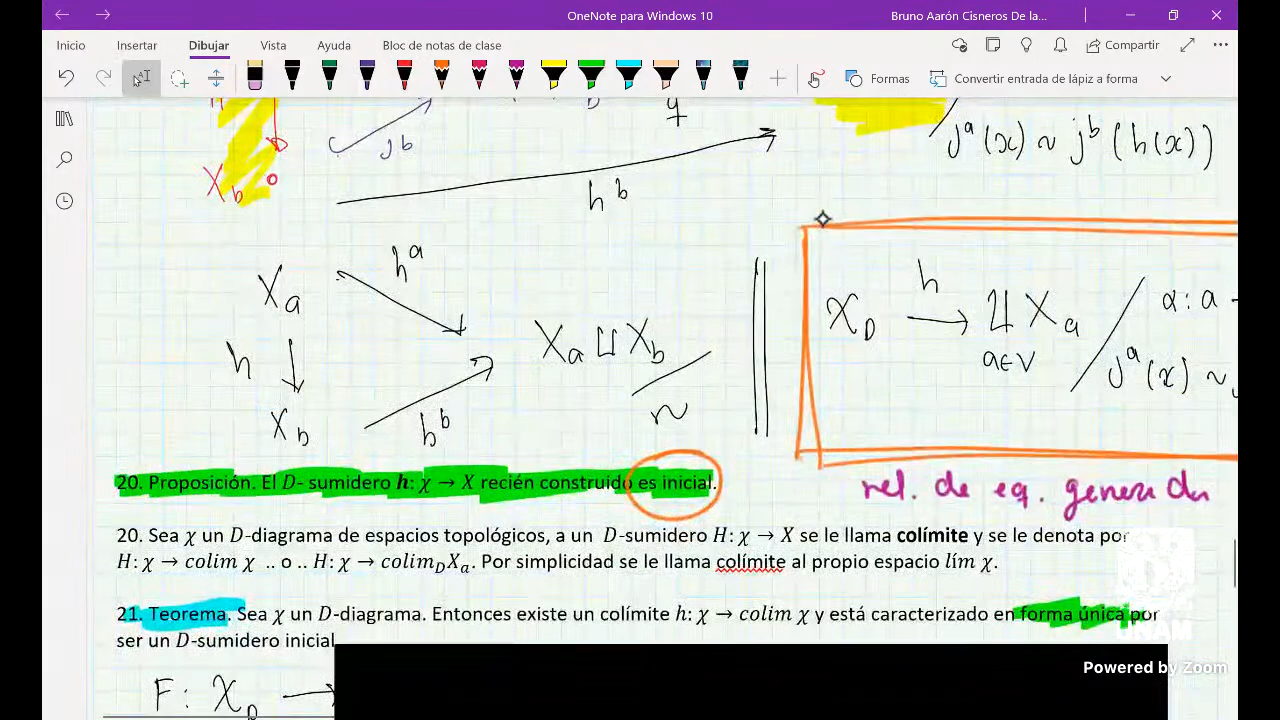 OneNote para Windows 10
Bruno Aarón Cisneros De la...
Inicio Insertar Dibujar Vista Ayuda Bloc de notas de clase Compartir
Formas Convertir entrada de lápiz a forma
j^b
D q
j^a(x) ~ j^b(h(x))
X_b
h^b
X_a h^a
h X_a ⨿ X_b
~
X_b h^b
X_D h → ⨿ X_a / α: a
a∈V j^a(x) ~
20. Proposición. El D- sumidero h: χ → X recién construido es inicial.
rel. de eq. genera da
20. Sea χ un D-diagrama de espacios topológicos, a un D-sumidero H: χ → X se le llama colímite y se le denota por
H: χ → colim χ .. o .. H: χ → colim_D X_a. Por simplicidad se le llama colímite al propio espacio lím χ.
21. Teorema. Sea χ un D-diagrama. Entonces existe un colímite h: χ → colim χ y está caracterizado en forma única por
ser un D-sumidero inicial
UNAM
Powered by Zoom
F: X_D →